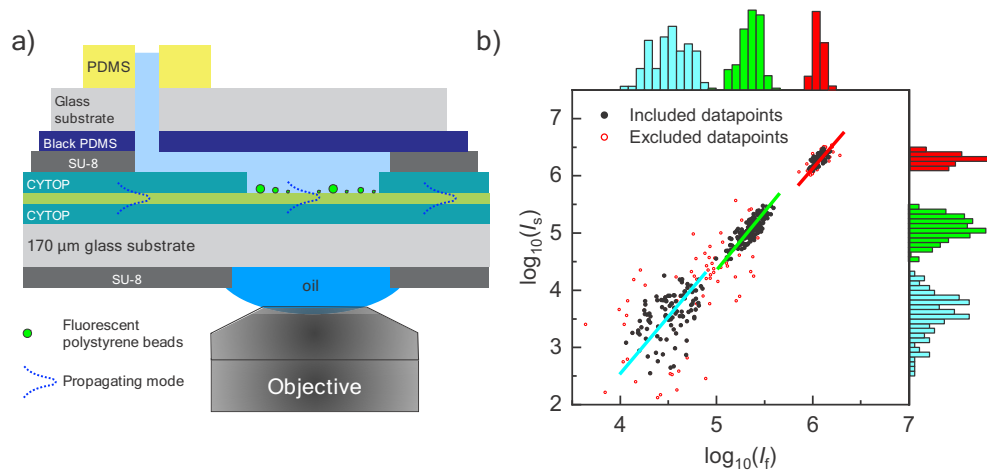 a)
PDMS
Glass
substrate
Black PDMS
SU-8
CYTOP
CYTOP
170 µm glass substrate
SU-8
oil
Fluorescent
polystyrene beads
Propagating mode
Objective
b)
Included datapoints
Excluded datapoints
7
6
5
4
3
2
log10(Is)
4
5
6
7
log10(If)